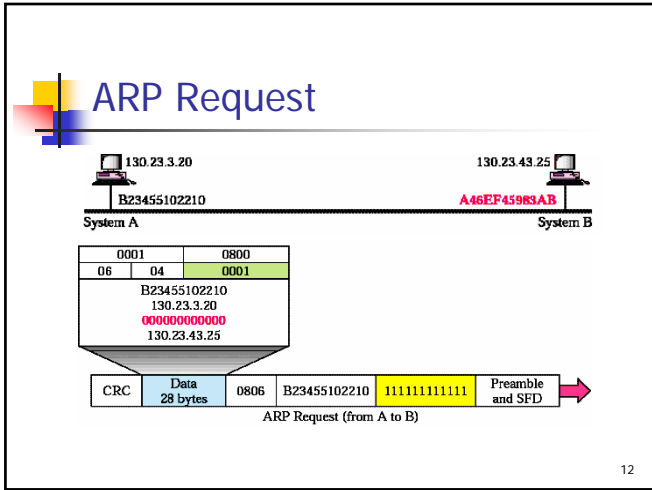 ARP Request
130.23.3.20
130.23.43.25
B23455102210
A46EF45983AB
System A
System B
0001 0800
06 04 0001
B23455102210
130.23.3.20
000000000000
130.23.43.25
CRC
Data
28 bytes
0806
B23455102210
111111111111
Preamble
and SFD
ARP Request (from A to B)
12